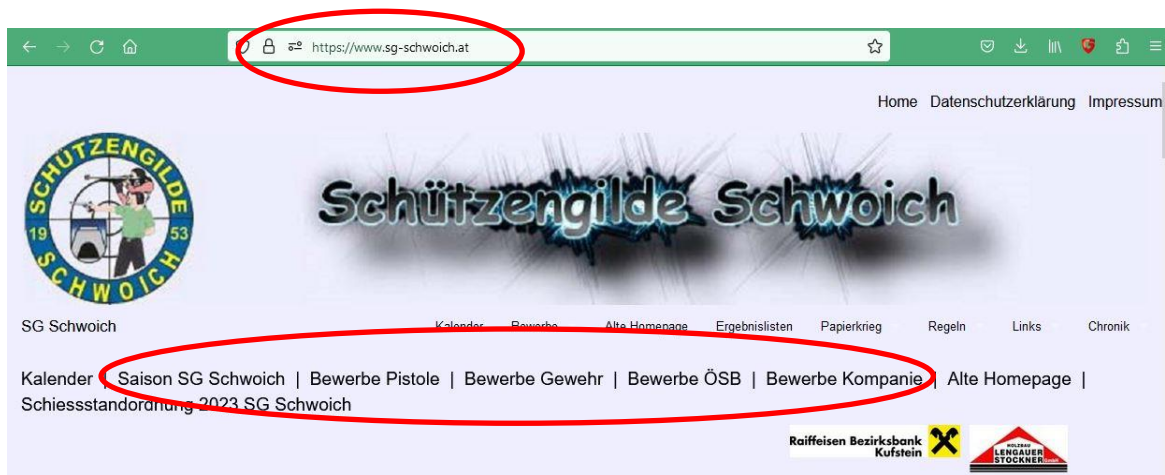 https://www.sg-schwoich.at
Home Datenschutzerklärung Impressum
SCHÜTZENGILDE
19 53
SCHWOICH
Schützengilde Schwoich
SG Schwoich
Kalender Bewerbe Alte Homepage Ergebnislisten Papierkrieg Regeln Links Chronik
Kalender | Saison SG Schwoich | Bewerbe Pistole | Bewerbe Gewehr | Bewerbe ÖSB | Bewerbe Kompanie | Alte Homepage |
Schiessstandordnung 2023 SG Schwoich
Raiffeisen Bezirksbank
Kufstein
HOLZBAU
LENGAUER
STOCKNER